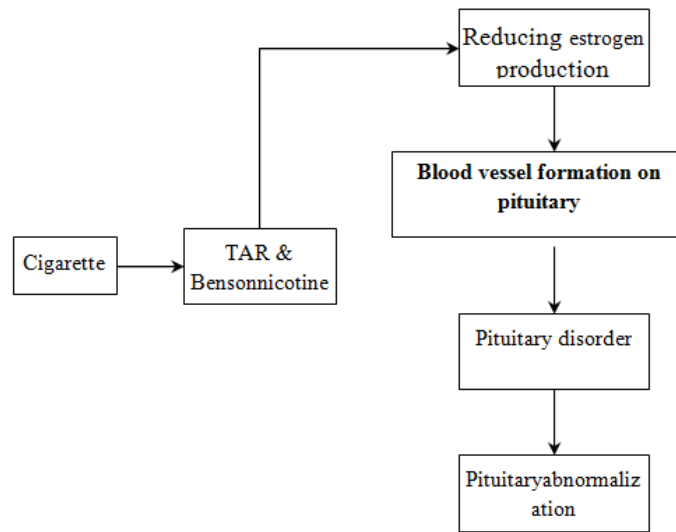 Reducing estrogen
production
Blood vessel formation on
pituitary
Cigarette
TAR &
Bensonnicotine
Pituitary disorder
Pituitaryabnormaliz
ation